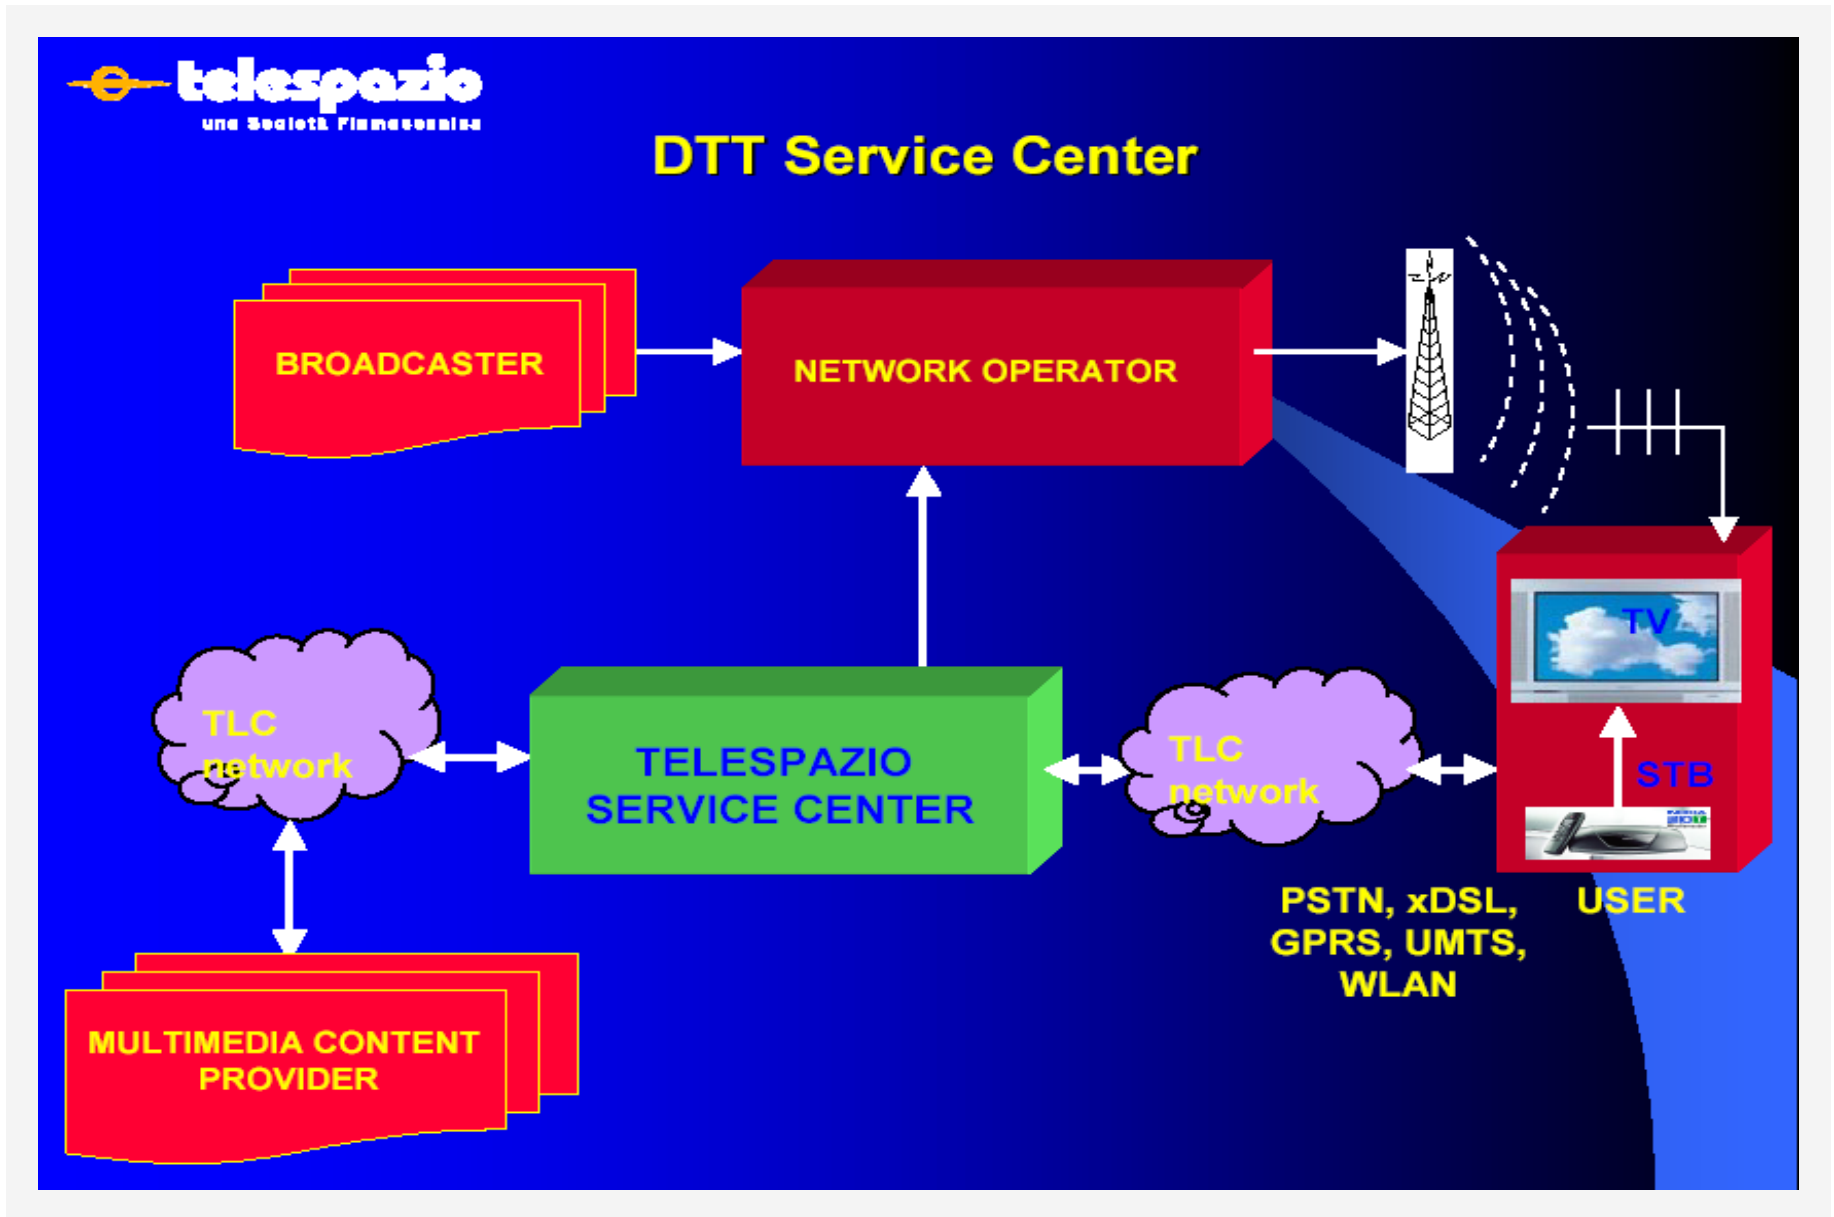 telespazio
una Società Finmeccanica
DTT Service Center
BROADCASTER
NETWORK OPERATOR
TV
TLC
network
TELESPAZIO
SERVICE CENTER
TLC
network
STB
PSTN, xDSL,
GPRS, UMTS,
WLAN
USER
MULTIMEDIA CONTENT
PROVIDER